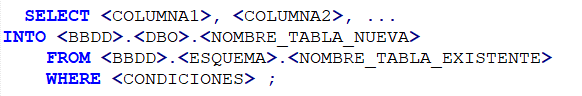 SELECT <COLUMNA1>, <COLUMNA2>, ...
INTO <BBDD>.<DBO>.<NOMBRE_TABLA_NUEVA>
FROM <BBDD>.<ESQUEMA>.<NOMBRE_TABLA_EXISTENTE>
WHERE <CONDICIONES> ;